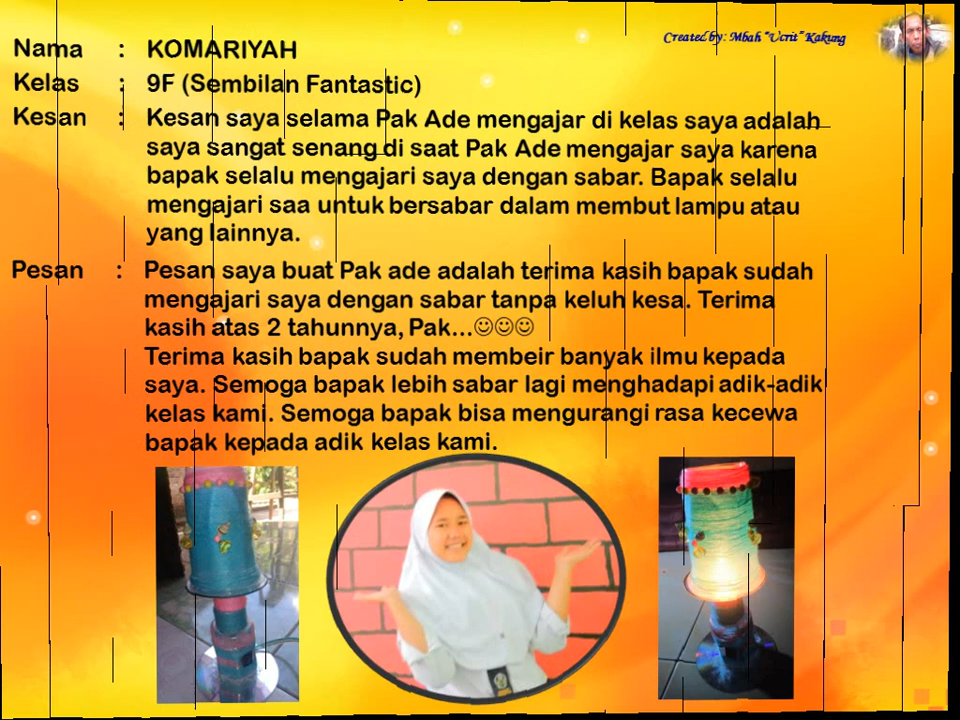 Created by: Mbah "Ucrit" Kakung
Nama : KOMARIYAH
Kelas : 9F (Sembilan Fantastic)
Kesan : Kesan saya selama Pak Ade mengajar di kelas saya adalah
saya sangat senang di saat Pak Ade mengajar saya karena
bapak selalu mengajari saya dengan sabar. Bapak selalu
mengajari saa untuk bersabar dalam membut lampu atau
yang lainnya.
Pesan : Pesan saya buat Pak ade adalah terima kasih bapak sudah
mengajari saya dengan sabar tanpa keluh kesa. Terima
kasih atas 2 tahunnya, Pak...☺☺☺
Terima kasih bapak sudah membeir banyak ilmu kepada
saya. Semoga bapak lebih sabar lagi menghadapi adik-adik
kelas kami. Semoga bapak bisa mengurangi rasa kecewa
bapak kepada adik kelas kami.